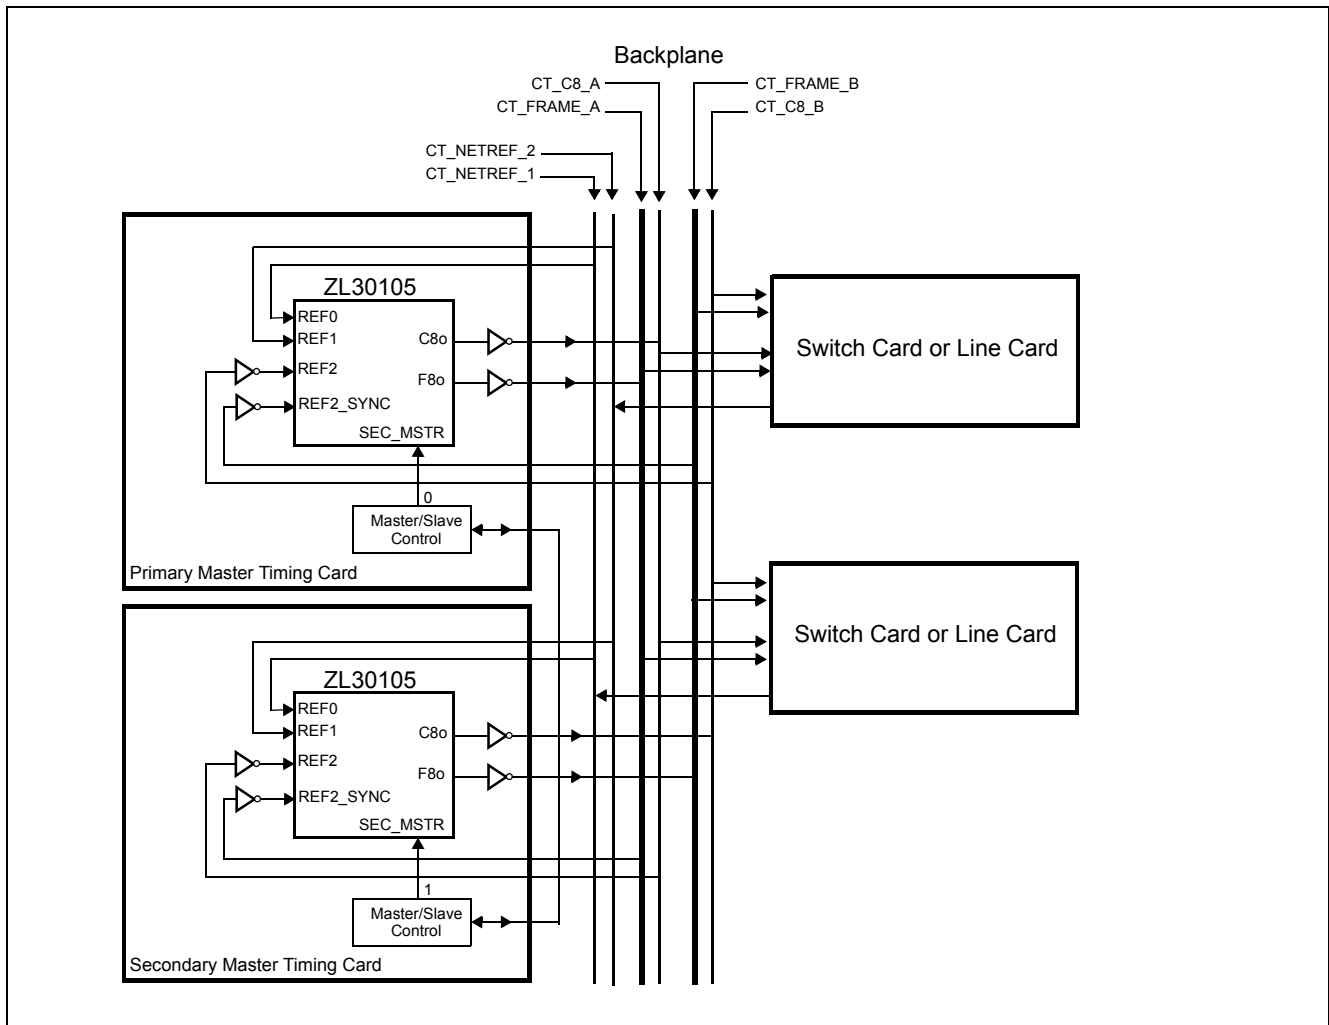 Backplane
CT_C8_A
CT_FRAME_B
CT_FRAME_A
CT_C8_B
CT_NETREF_2
CT_NETREF_1
ZL30105
REF0
REF1
C8o
REF2
F8o
REF2_SYNC
SEC_MSTR
0
Master/Slave
Control
Primary Master Timing Card
Switch Card or Line Card
ZL30105
REF0
REF1
C8o
REF2
F8o
REF2_SYNC
SEC_MSTR
1
Master/Slave
Control
Secondary Master Timing Card
Switch Card or Line Card